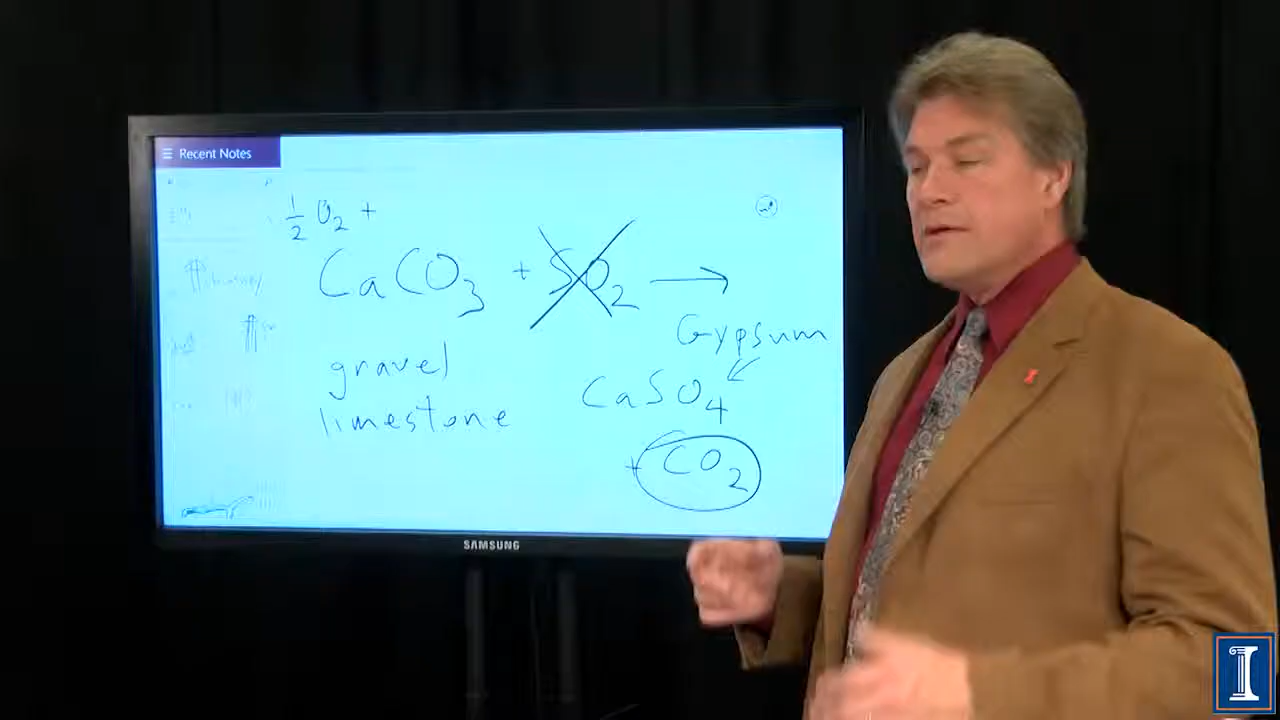 ☰ Recent Notes
½ O₂ +
CaCO₃ + SO₂ →
Gypsum
gravel
limestone
CaSO₄
+ CO₂
SAMSUNG
I